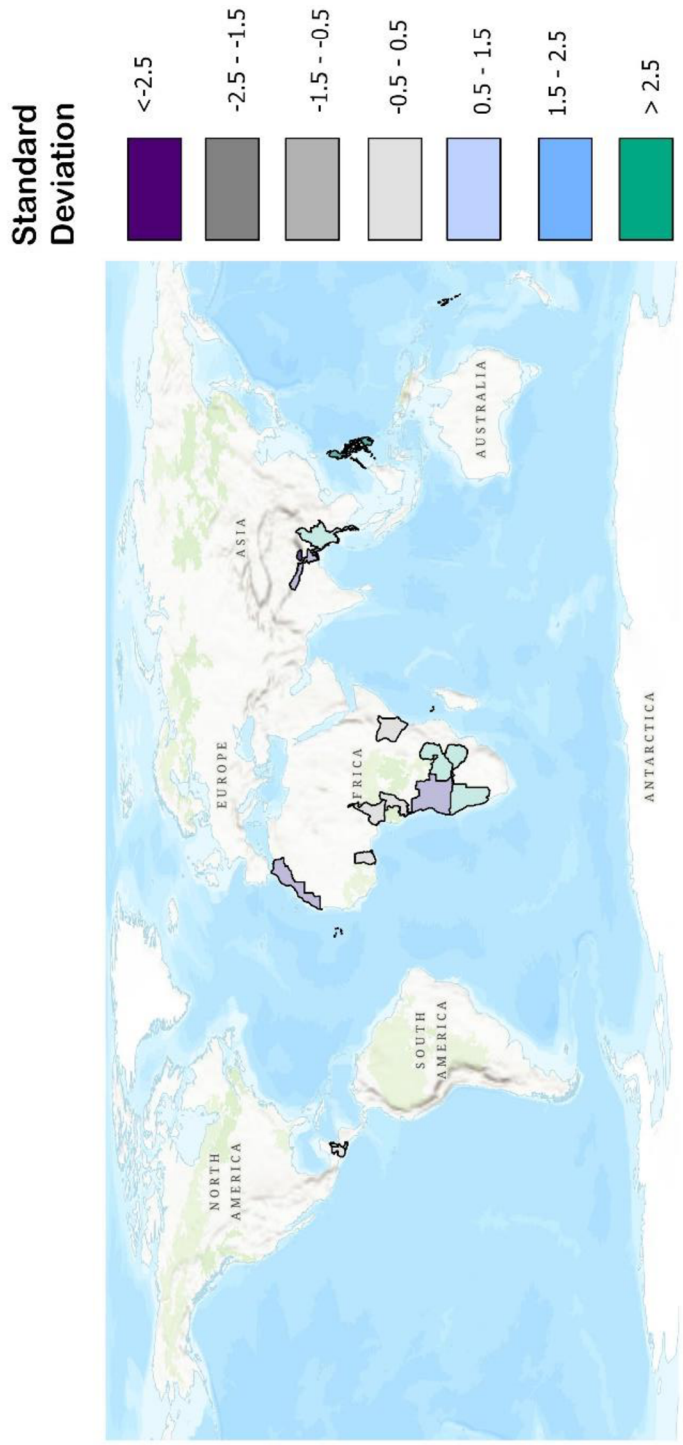 Standard
Deviation
<-2.5
-2.5 - -1.5
-1.5 - -0.5
-0.5 - 0.5
0.5 - 1.5
1.5 - 2.5
> 2.5
NORTH
AMERICA
SOUTH
AMERICA
EUROPE
FRICA
ASIA
AUSTRALIA
ANTARCTICA